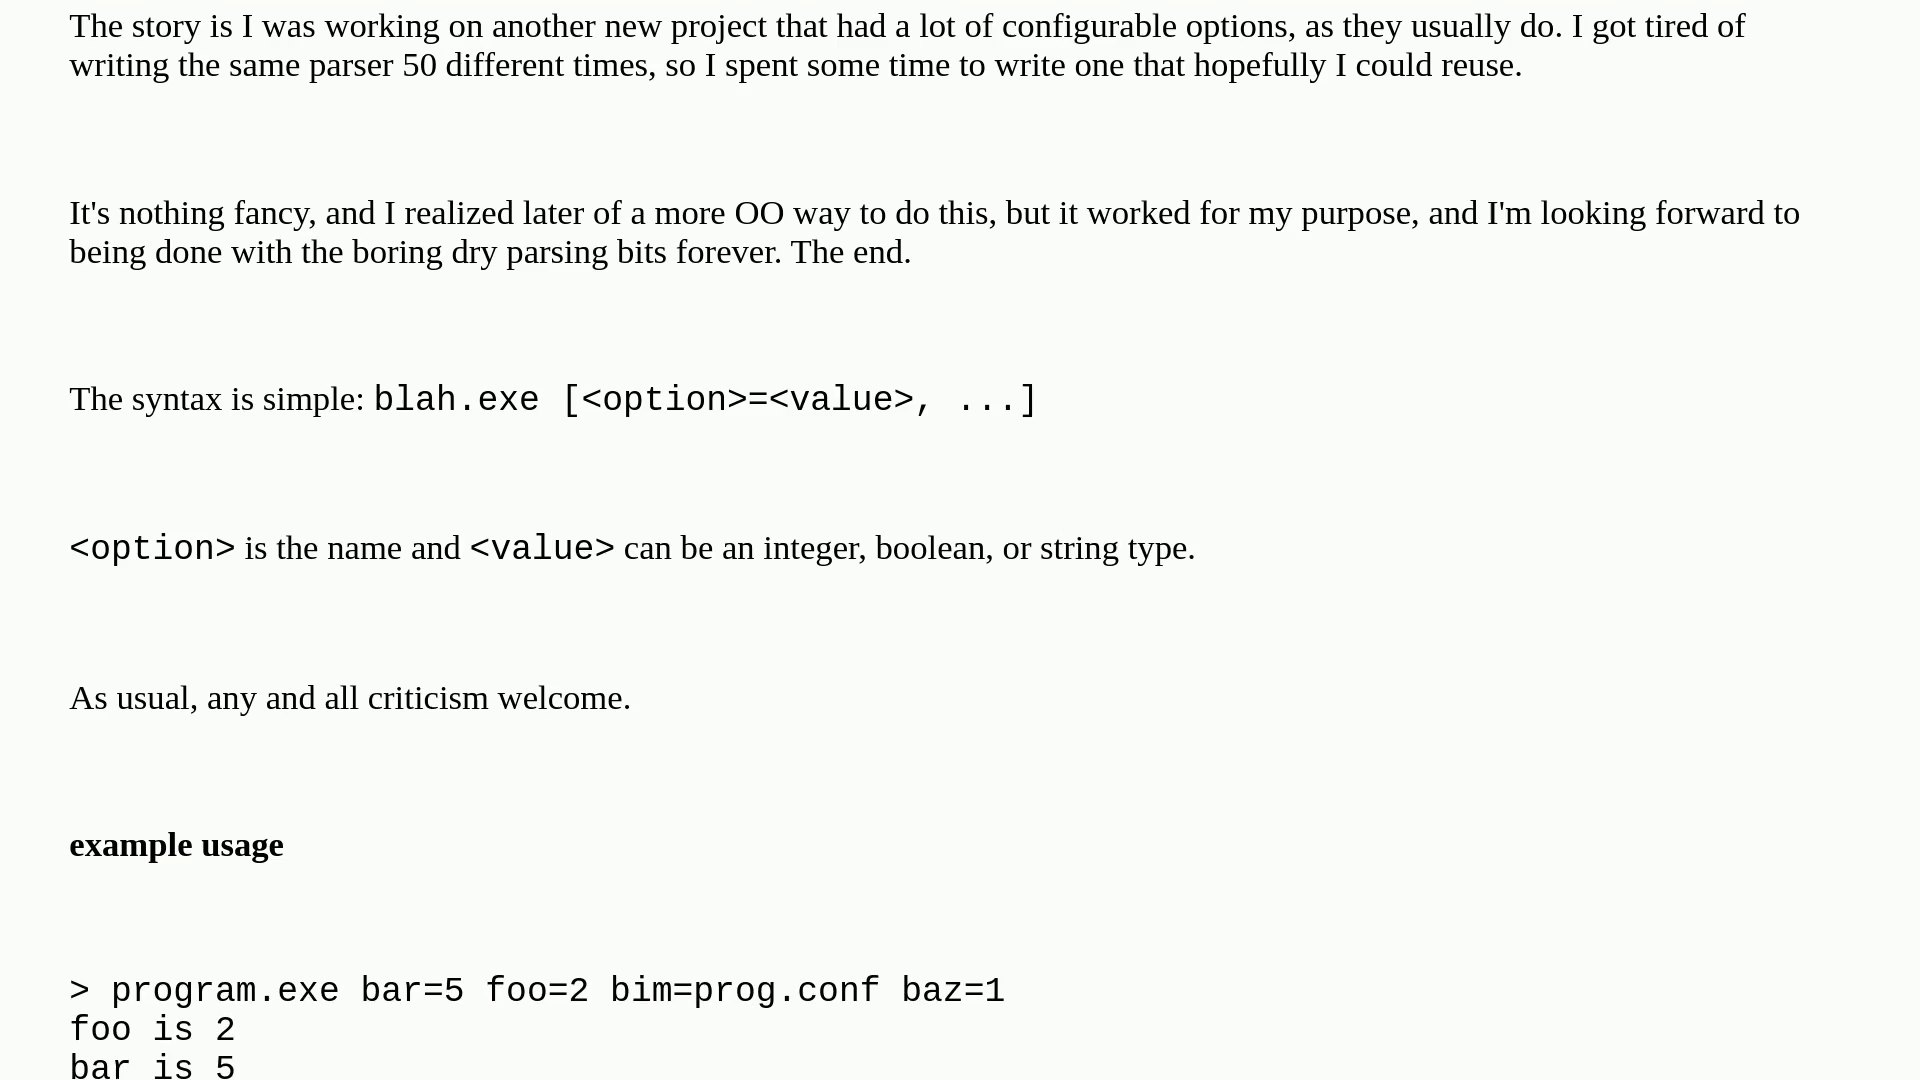 The story is I was working on another new project that had a lot of configurable options, as they usually do. I got tired of
writing the same parser 50 different times, so I spent some time to write one that hopefully I could reuse.
It's nothing fancy, and I realized later of a more OO way to do this, but it worked for my purpose, and I'm looking forward to
being done with the boring dry parsing bits forever. The end.
The syntax is simple: blah.exe [<option>=<value>, ...]
<option> is the name and <value> can be an integer, boolean, or string type.
As usual, any and all criticism welcome.
example usage
> program.exe bar=5 foo=2 bim=prog.conf baz=1
foo is 2
bar is 5